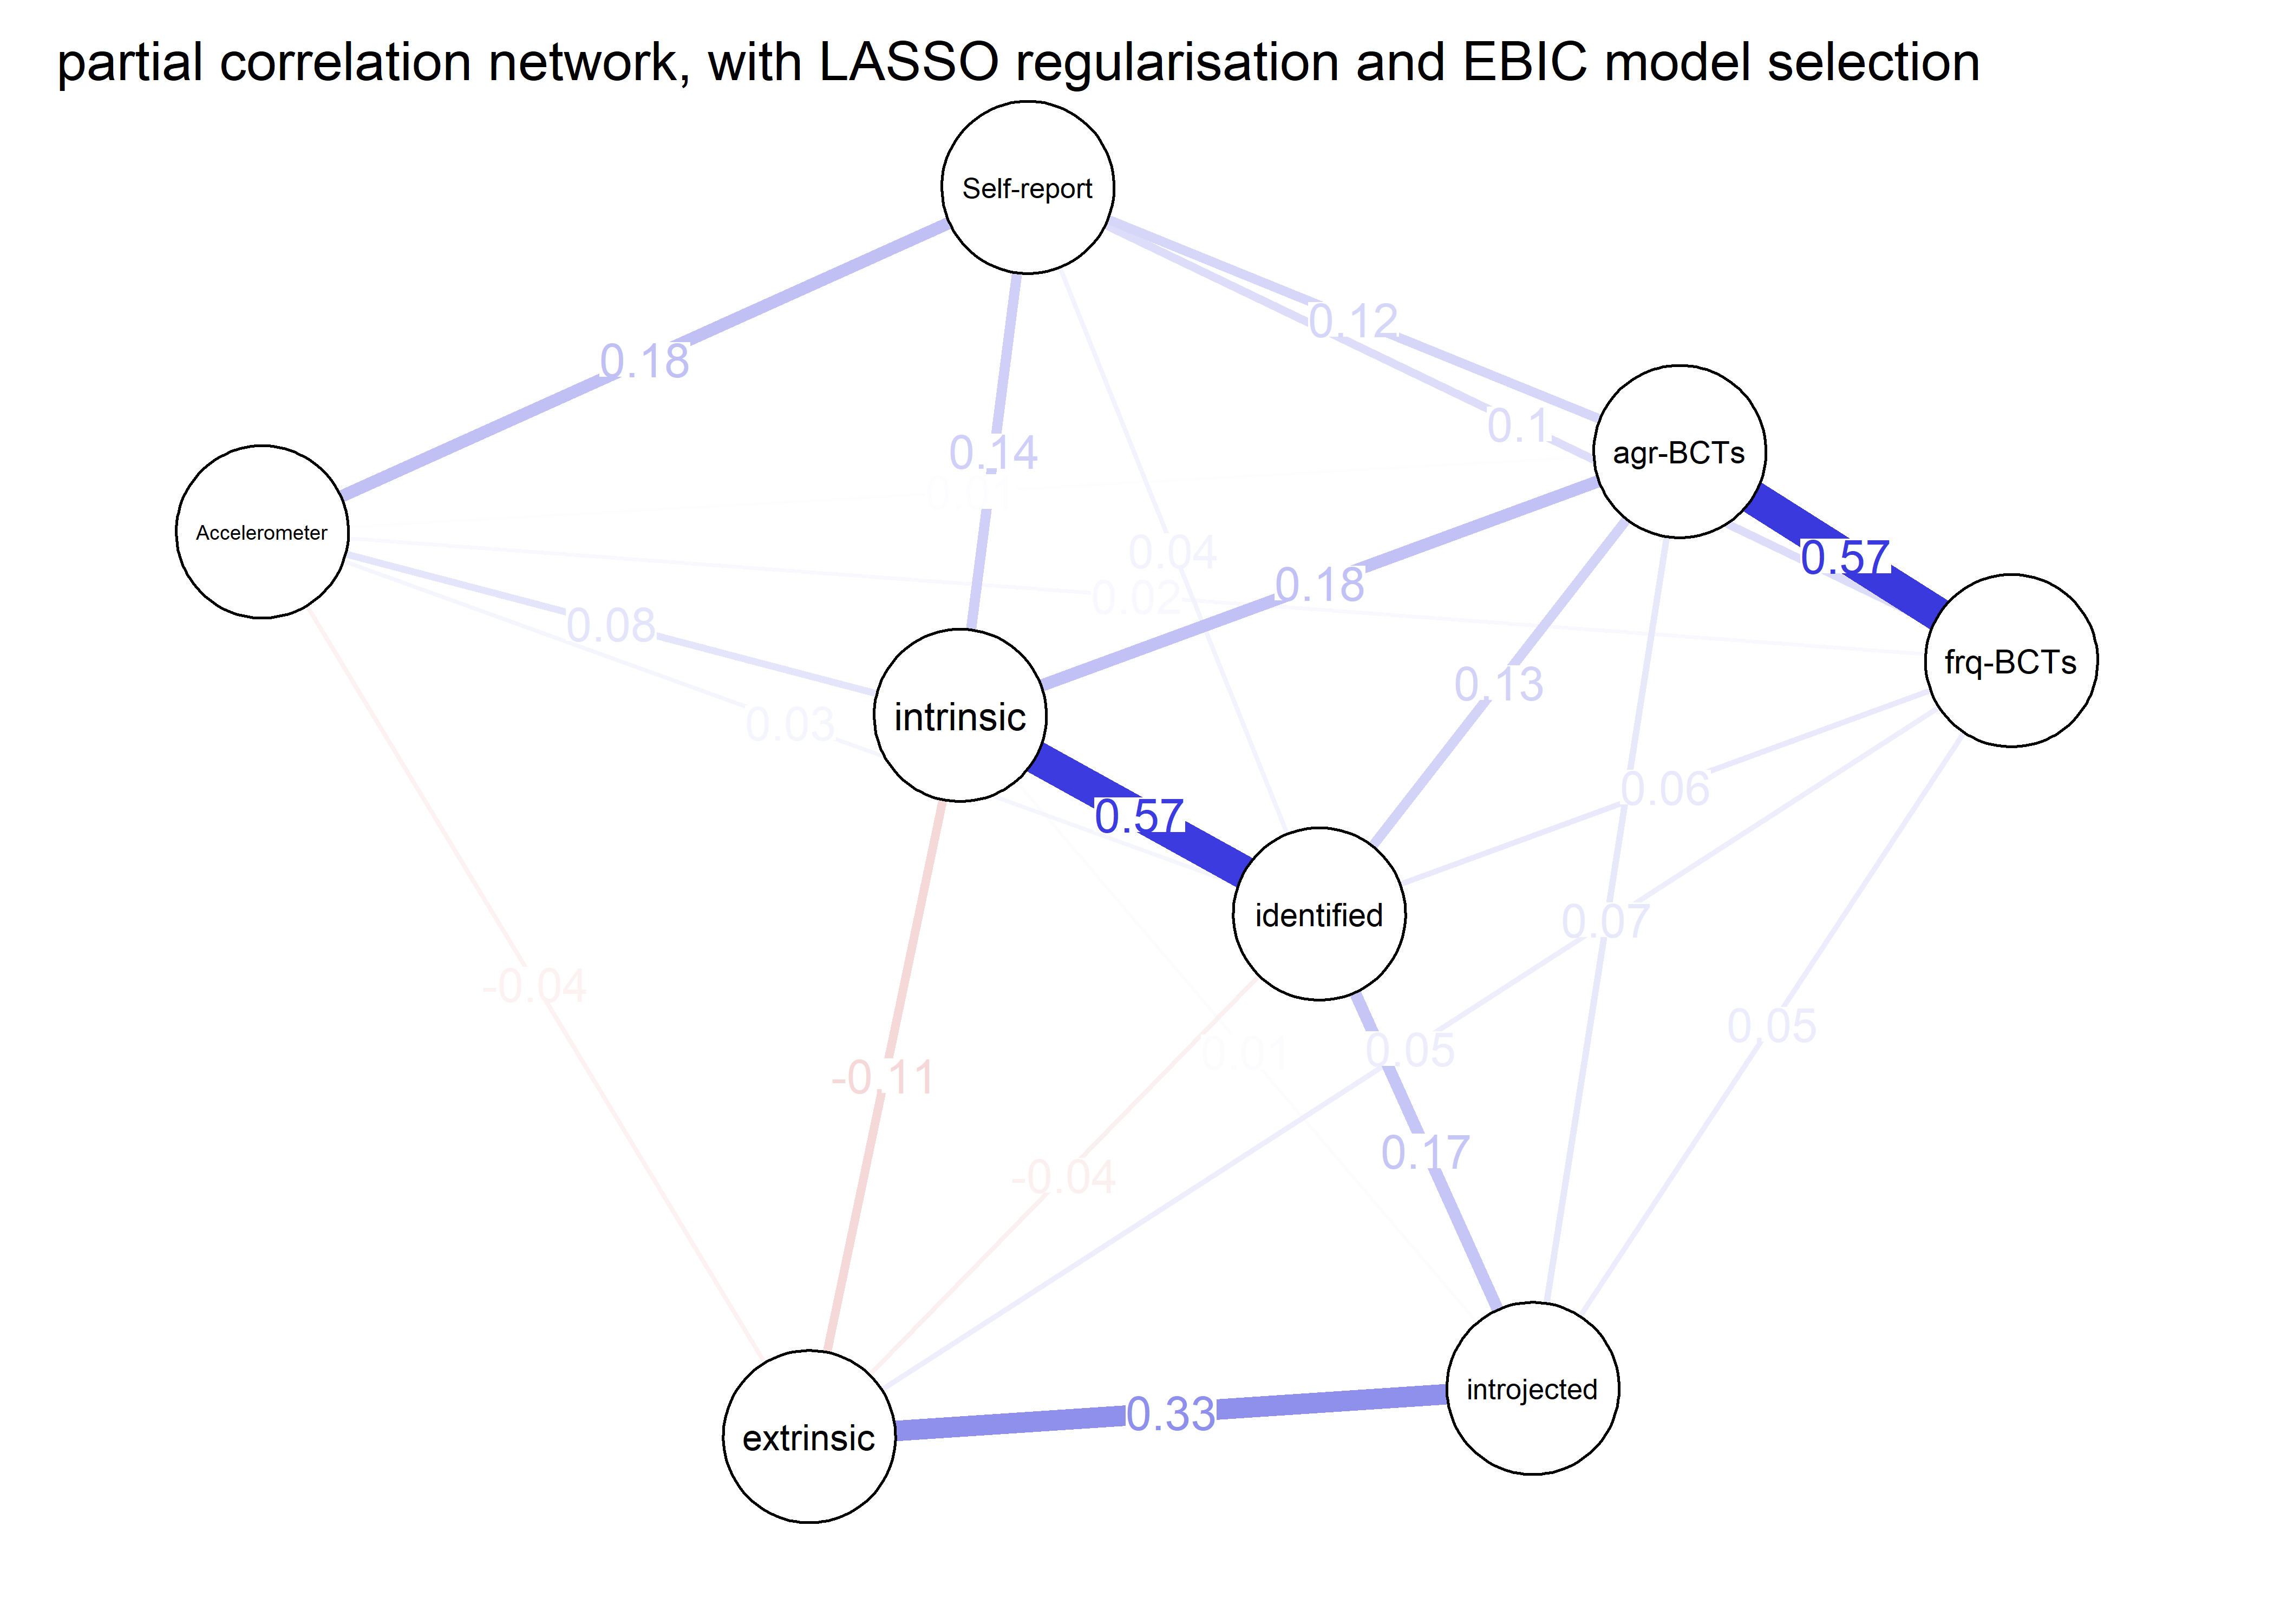 partial correlation network, with LASSO regularisation and EBIC model selection
Self-report
0.12
0.18
0.1
0.14
agr-BCTs
0.01
Accelerometer
0.04
0.57
0.18
0.02
0.08
frq-BCTs
0.13
intrinsic
0.03
0.06
0.57
identified
0.07
-0.04
0.05
0.05
0.01
-0.11
0.17
-0.04
introjected
0.33
extrinsic